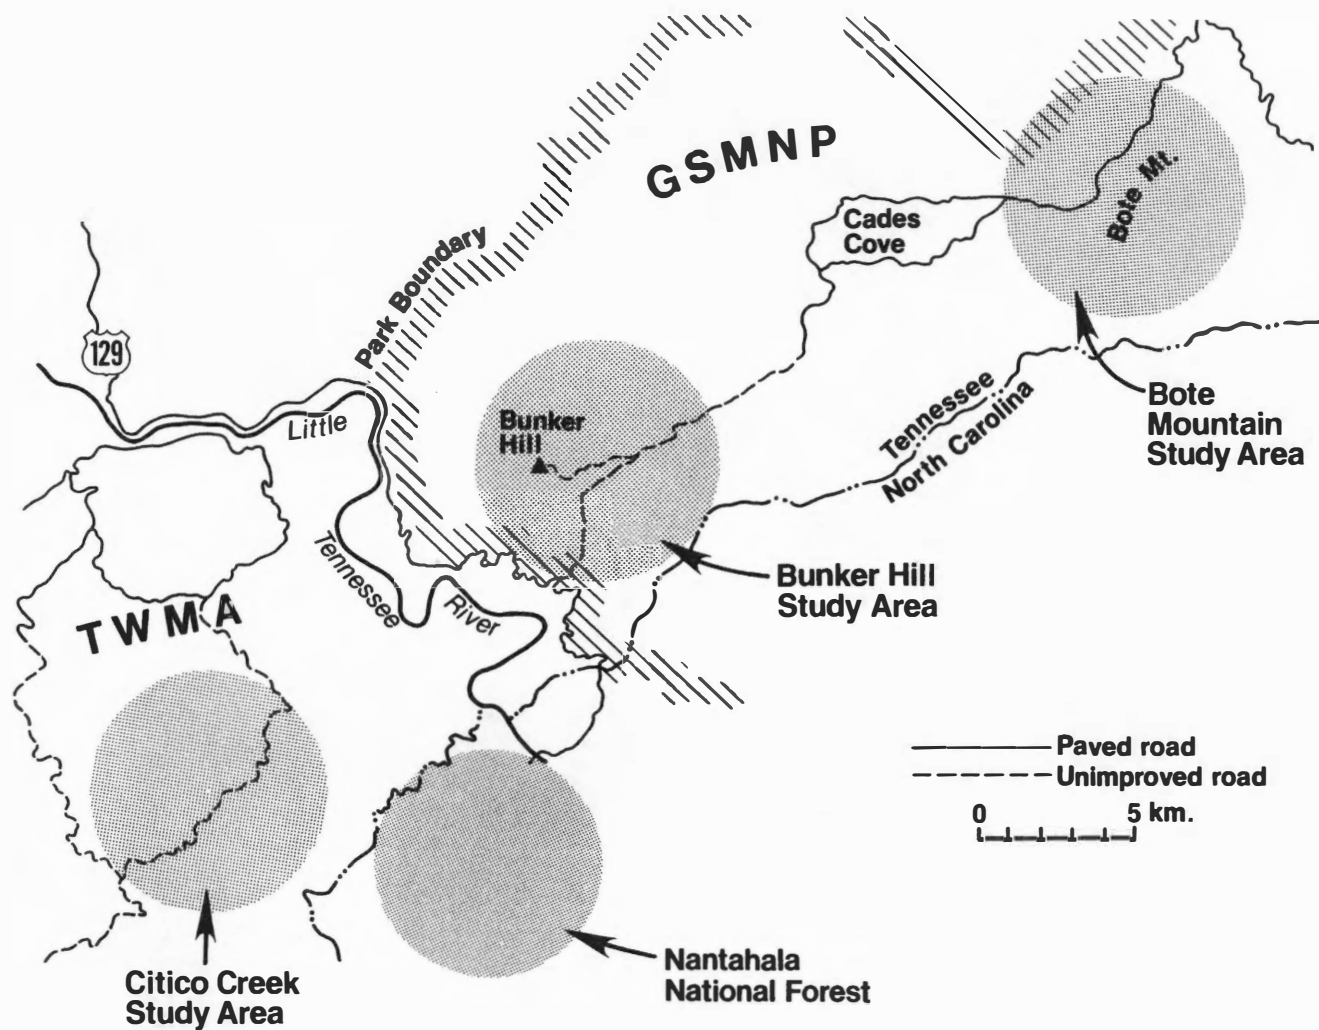 GSMNP
Bote Mt.
Cades
Cove
Park Boundary
129
Little
Tennessee
River
Bunker
Hill
Tennessee
North Carolina
Bote
Mountain
Study Area
Bunker Hill
Study Area
TWMA
Paved road
Unimproved road
0 5 km.
Nantahala
National Forest
Citico Creek
Study Area